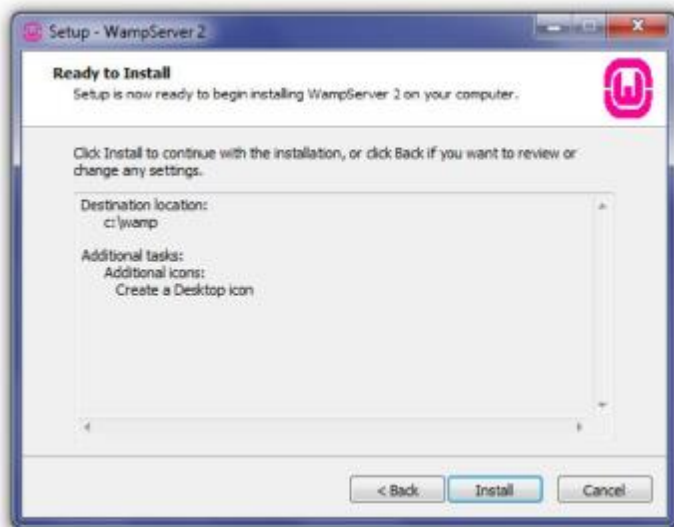 Setup - WampServer 2
Ready to Install
Setup is now ready to begin installing WampServer 2 on your computer.
W
Click Install to continue with the installation, or click Back if you want to review or
change any settings.
Destination location:
c:\wamp
Additional tasks:
Additional icons:
Create a Desktop icon
< Back
Install
Cancel